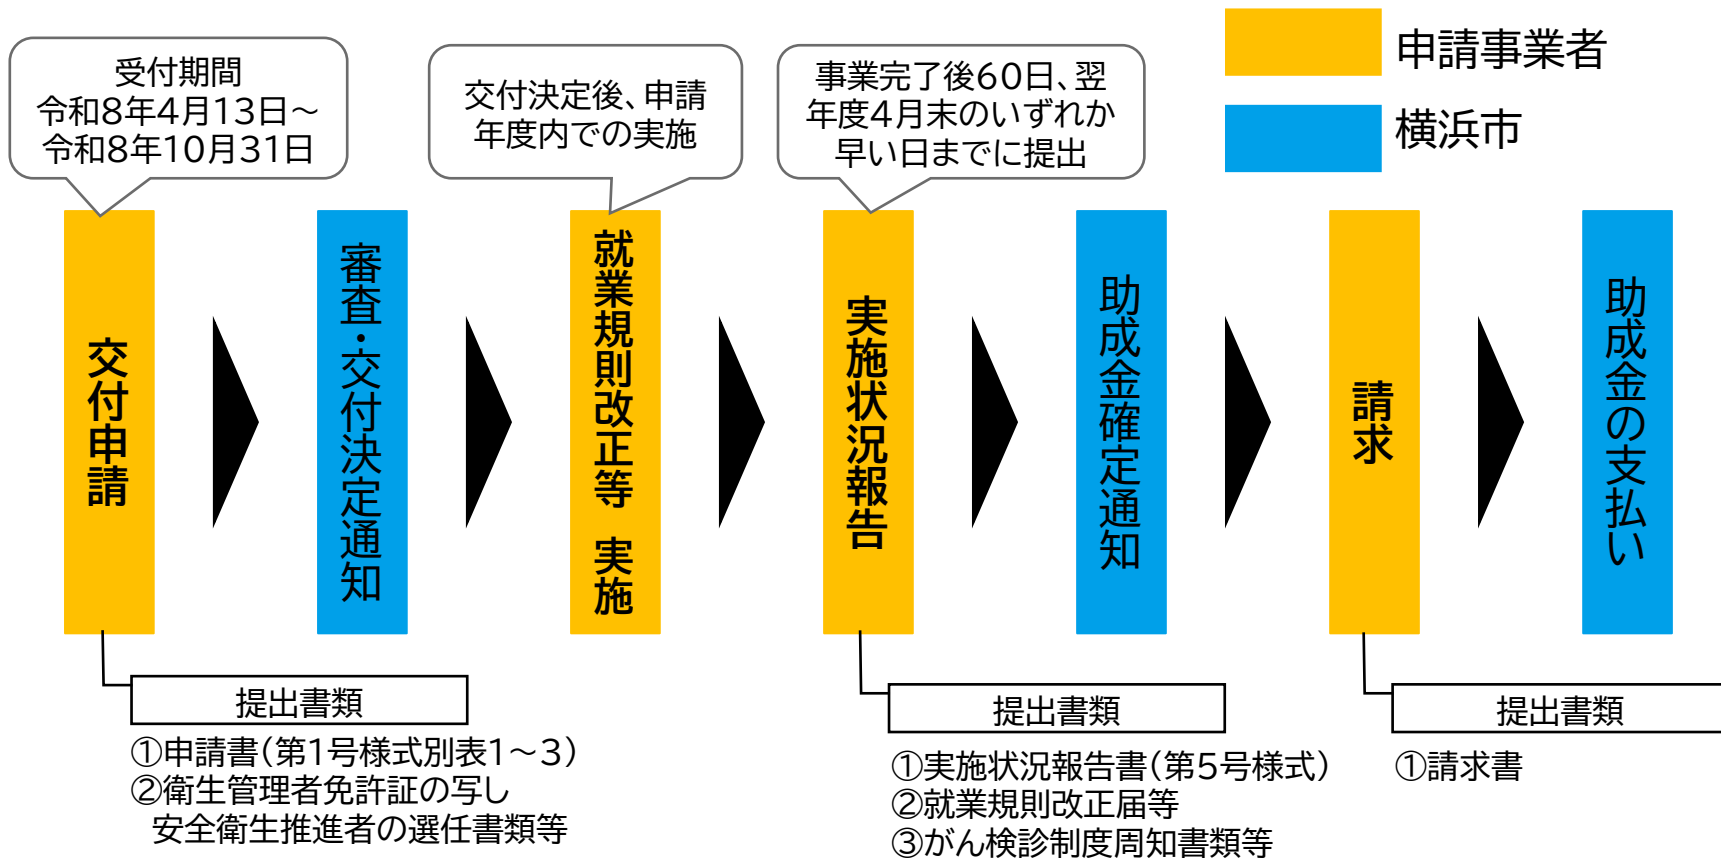 申請事業者
横浜市
受付期間
令和8年4月13日～
令和8年10月31日
交付決定後、申請
年度内での実施
事業完了後60日、翌
年度4月末のいずれか
早い日までに提出
交付申請
審査・交付決定通知
就業規則改正等　実施
実施状況報告
助成金確定通知
請求
助成金の支払い
提出書類
①申請書（第1号様式別表1～3）
②衛生管理者免許証の写し
安全衛生推進者の選任書類等
提出書類
①実施状況報告書（第5号様式）
②就業規則改正届等
③がん検診制度周知書類等
提出書類
①請求書